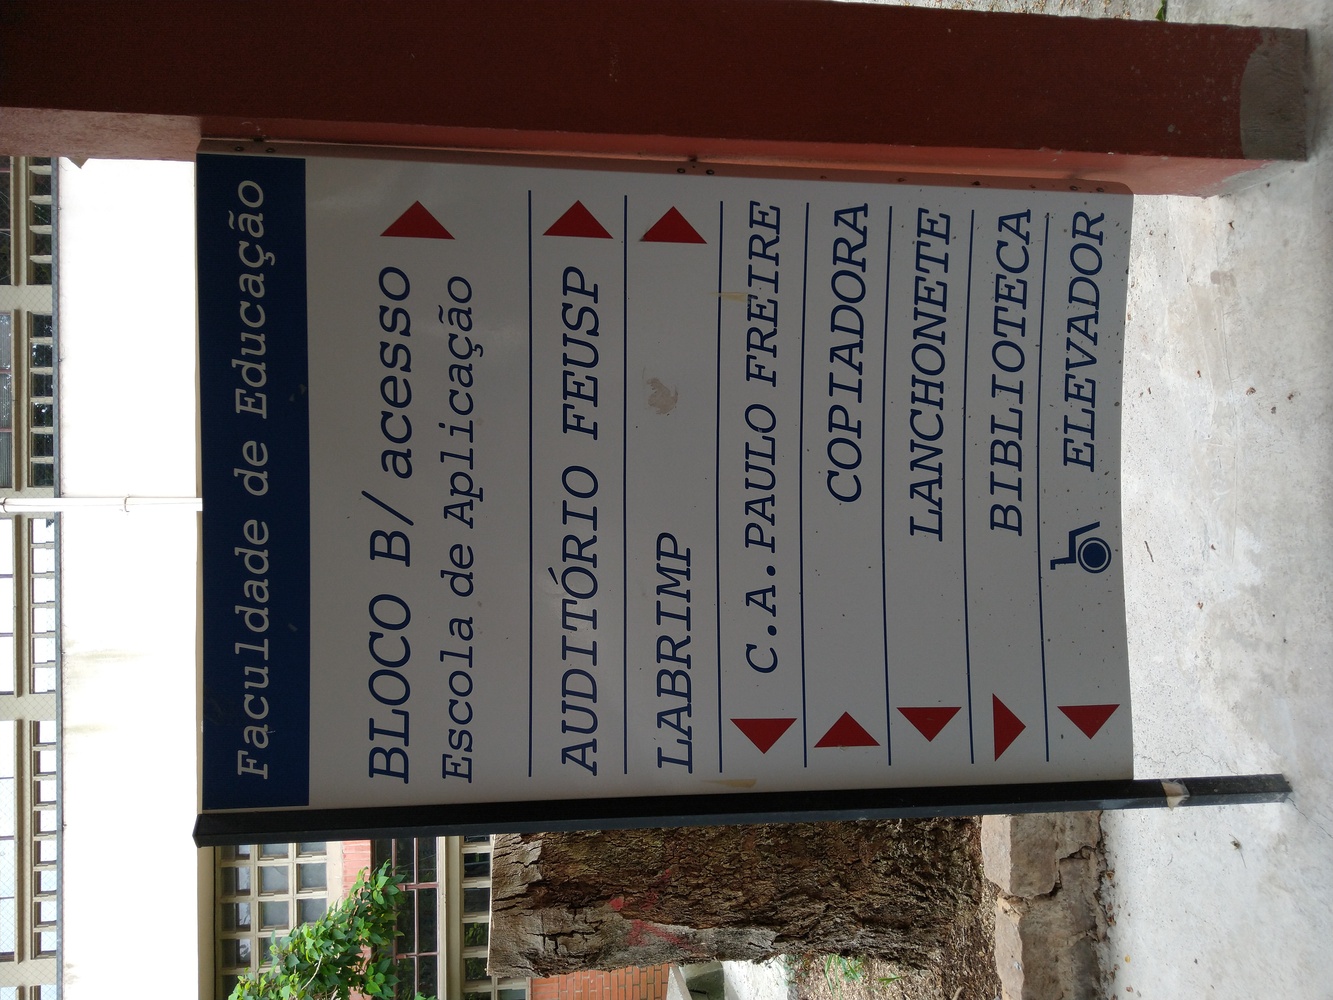 Faculdade de Educação
BLOCO B/ acesso
Escola de Aplicação
AUDITÓRIO FEUSP
LABRIMP
C.A.PAULO FREIRE
COPIADORA
LANCHONETE
BIBLIOTECA
ELEVADOR